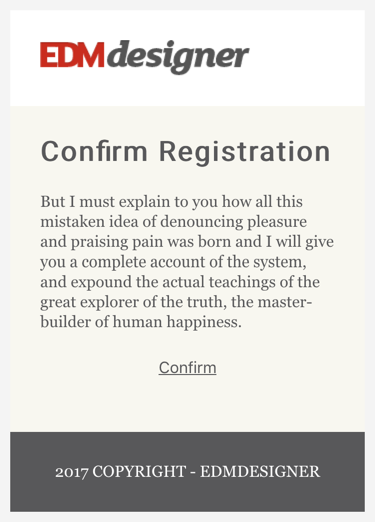 EDMdesigner
Confirm Registration
But I must explain to you how all this
mistaken idea of denouncing pleasure
and praising pain was born and I will give
you a complete account of the system,
and expound the actual teachings of the
great explorer of the truth, the master-
builder of human happiness.
Confirm
2017 COPYRIGHT - EDMDESIGNER